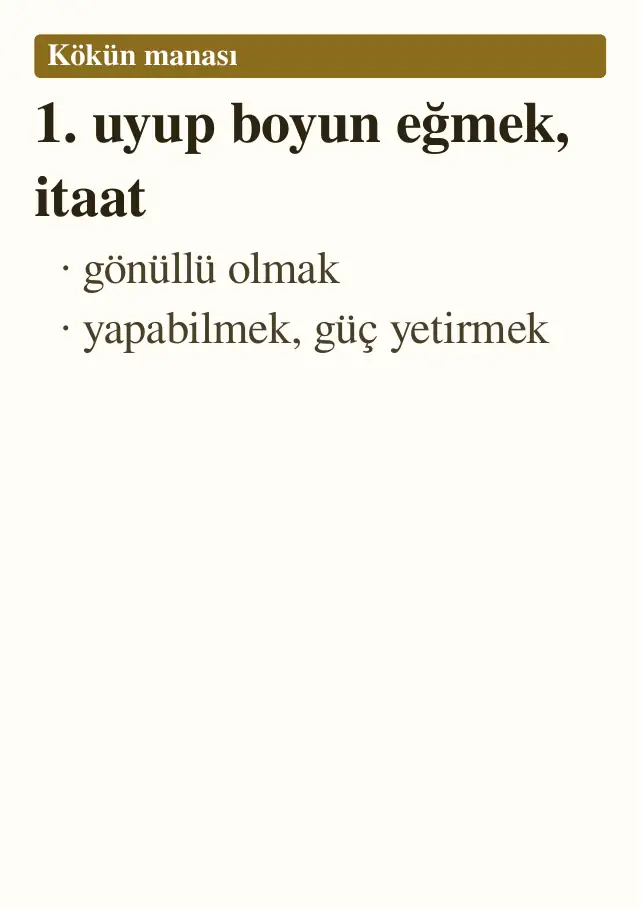 Kökün manası
1. uyup boyun eğmek,
itaat
· gönüllü olmak
· yapabilmek, güç yetirmek